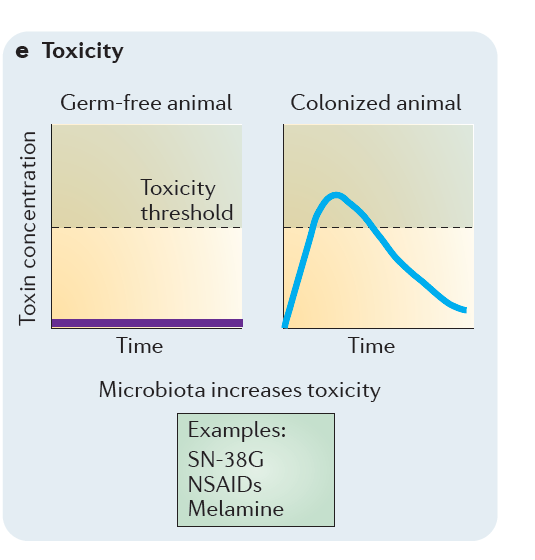 e Toxicity
Germ-free animal
Colonized animal
Toxin concentration
Toxicity
threshold
Time
Time
Microbiota increases toxicity
Examples:
SN-38G
NSAIDs
Melamine